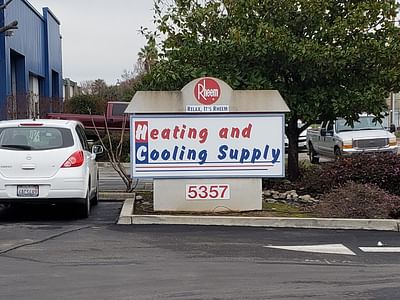 Rheem
RELAX, IT'S RHEEM
Heating and
Cooling Supply
5357